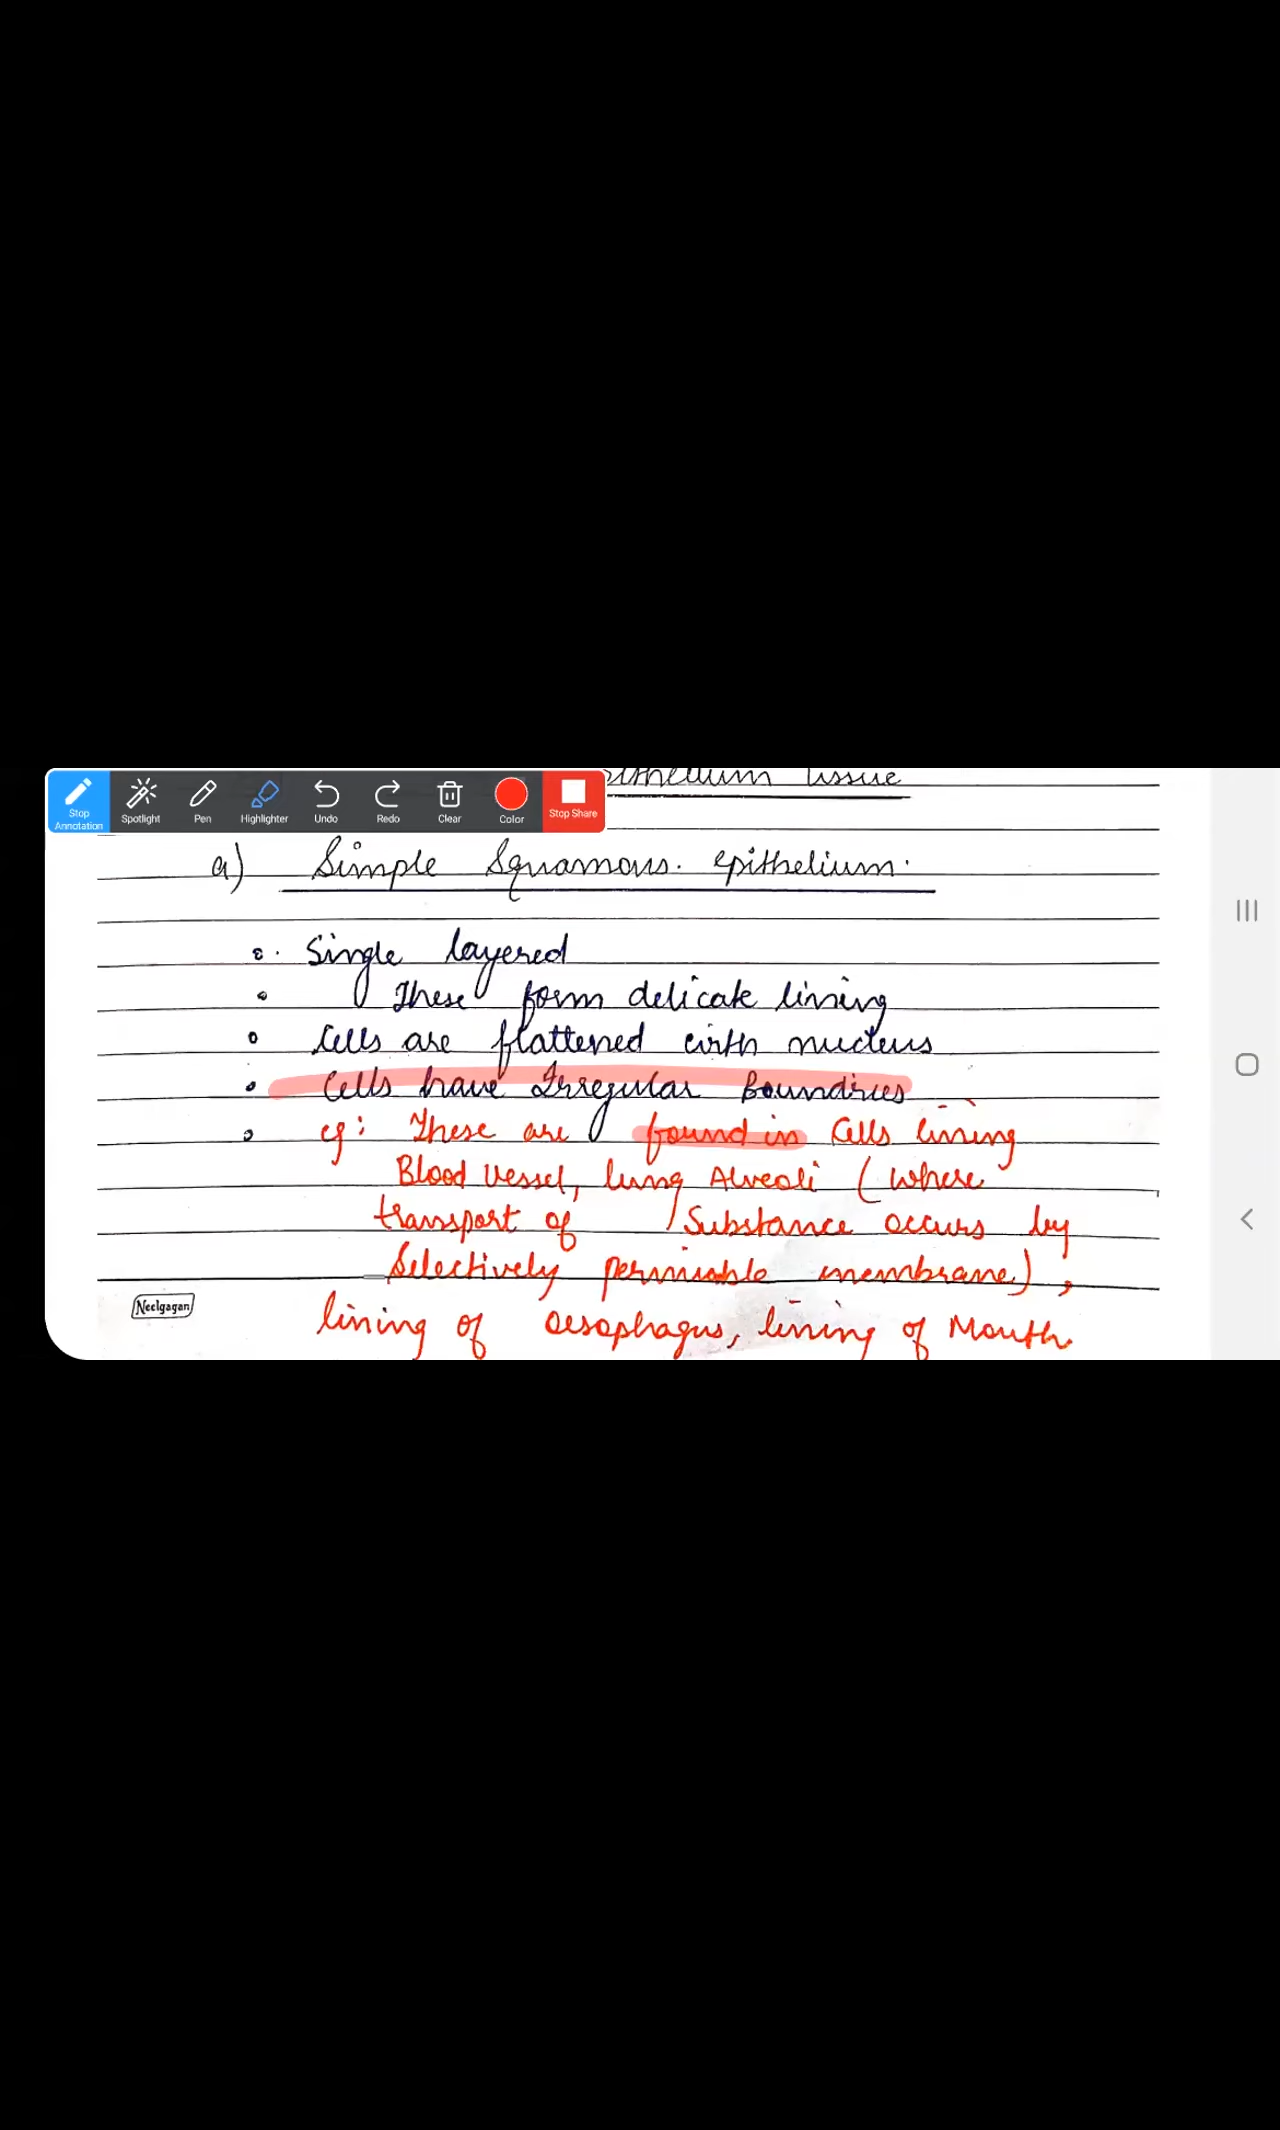 Stop Annotation
Spotlight
Pen
Highlighter
Undo
Redo
Clear
Color
Stop Share
tissue
a) Simple Squamous. epithelium.
Single layered
These form delicate lining
Cells are flattened with nucleus
Cells have Irregular Boundries
eg: These are found in Cells lining
Blood Vessel, lung Alveoli (where
transport of Substance occurs by
Selectively permiable membrane),
Neelgagan
lining of oesophagus, lining of Mouth.